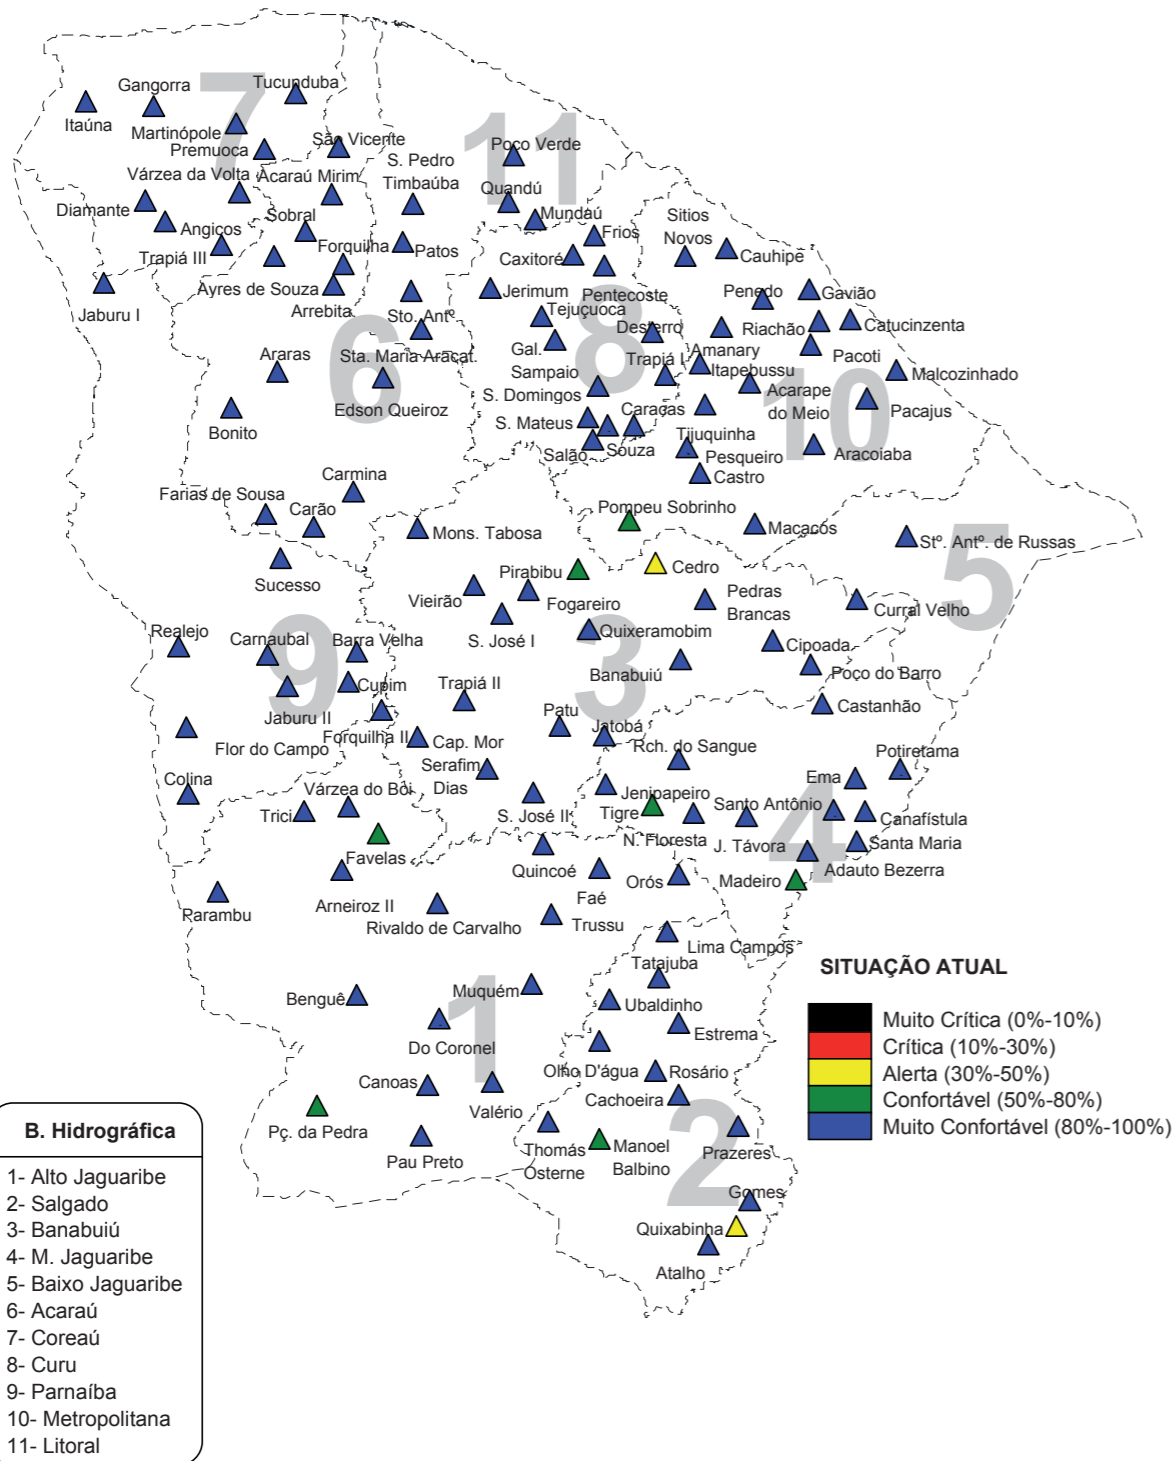 Gangorra
Tucunduba
7
Itaúna
Martinópole
Premuoca
São Vicente
11
Poço Verde
S. Pedro
Timbaúba
Várzea da Volta
Acaraú Mirim
Quandú
Diamante
Sobral
Mundaú
Sitios
Novos
Angicos
Frios
Trapiá III
Forquilha
Patos
Caxitoré
Cauhipe
Jaburu I
Ayres de Souza
Jerimum
Pentecoste
Penedo
Gavião
Arrebita
Sto. Antº
Tejuçuoca
8
Desterro
Riachão
Catucinzenta
6
Araras
Sta. Maria Aracat.
Gal.
Sampaio
Trapiá I
Amanary
Itapebussu
Pacoti
Malcozinhado
Edson Queiroz
S. Domingos
Acarape
do Meio
10
Pacajus
Bonito
S. Mateus
Caracas
Salão
Souza
Tijuquinha
Pesqueiro
Aracoiaba
Castro
Carmina
Farias de Sousa
Carão
Pompeu Sobrinho
Mons. Tabosa
Macacos
Stº. Antº. de Russas
5
Sucesso
Pirabibu
Cedro
Vieirão
Fogareiro
Pedras
Brancas
Curral Velho
S. José I
3
Quixeramobim
Realejo
Carnaubal
Barra Velha
9
Cipoada
Banabuiú
Poço do Barro
Cupim
Trapiá II
Jaburu II
Castanhão
Forquilha II
Patu
Jatobá
Flor do Campo
Cap. Mor
Rch. do Sangue
Potiretama
Serafim
Dias
Colina
Várzea do Boi
Ema
Jenipapeiro
Trici
S. José II
Tigre
Santo Antônio
Canafístula
N. Floresta
J. Távora
4
Santa Maria
Favelas
Quincoé
Adauto Bezerra
Faé
Orós
Madeiro
Parambu
Arneiroz II
Rivaldo de Carvalho
Trussu
Lima Campos
Tatajuba
SITUAÇÃO ATUAL
Benguê
Muquém
1
Ubaldinho
Muito Crítica (0%-10%)
Estrema
Do Coronel
Crítica (10%-30%)
Olho D'água
Rosário
Alerta (30%-50%)
Canoas
Valério
Cachoeira
Confortável (50%-80%)
2
Muito Confortável (80%-100%)
Pç. da Pedra
Pau Preto
Thomás
Osterne
Manoel
Balbino
Prazeres
Gomes
Quixabinha
Atalho
B. Hidrográfica
1- Alto Jaguaribe
2- Salgado
3- Banabuiú
4- M. Jaguaribe
5- Baixo Jaguaribe
6- Acaraú
7- Coreaú
8- Curu
9- Parnaíba
10- Metropolitana
11- Litoral